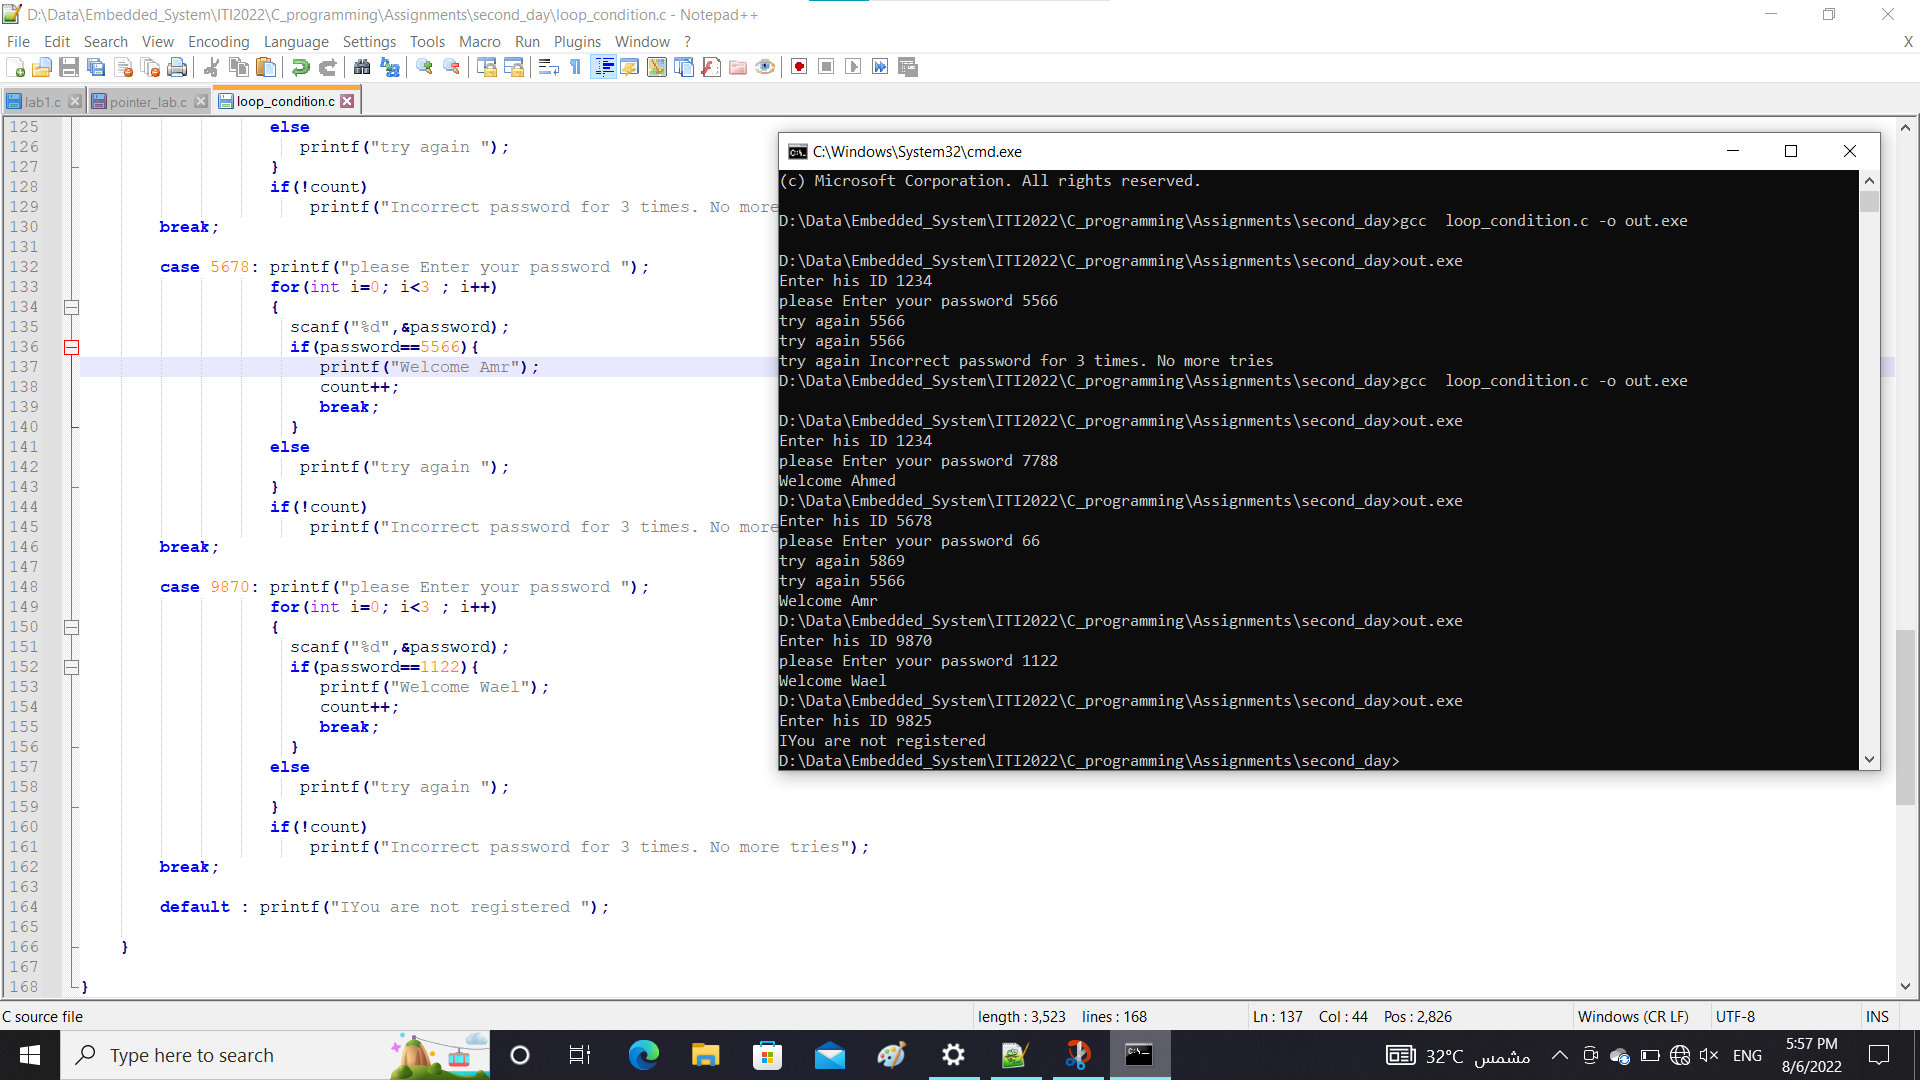 D:\Data\Embedded_System\ITI2022\C_programming\Assignments\second_day\loop_condition.c - Notepad++
File Edit Search View Encoding Language Settings Tools Macro Run Plugins Window ? X
lab1.c pointer_lab.c loop_condition.c
125 else
126 printf("try again ");
127 }
128 if(!count)
129 printf("Incorrect password for 3 times. No more
130 break;
131
132 case 5678: printf("please Enter your password ");
133 for(int i=0; i<3 ; i++)
134 {
135 scanf("%d",&password);
136 if(password==5566){
137 printf("Welcome Amr");
138 count++;
139 break;
140 }
141 else
142 printf("try again ");
143 }
144 if(!count)
145 printf("Incorrect password for 3 times. No more
146 break;
147
148 case 9870: printf("please Enter your password ");
149 for(int i=0; i<3 ; i++)
150 {
151 scanf("%d",&password);
152 if(password==1122){
153 printf("Welcome Wael");
154 count++;
155 break;
156 }
157 else
158 printf("try again ");
159 }
160 if(!count)
161 printf("Incorrect password for 3 times. No more tries");
162 break;
163
164 default : printf("IYou are not registered ");
165
166 }
167
168 }
C:\Windows\System32\cmd.exe
(c) Microsoft Corporation. All rights reserved.
D:\Data\Embedded_System\ITI2022\C_programming\Assignments\second_day>gcc  loop_condition.c -o out.exe
D:\Data\Embedded_System\ITI2022\C_programming\Assignments\second_day>out.exe
Enter his ID 1234
please Enter your password 5566
try again 5566
try again 5566
try again Incorrect password for 3 times. No more tries
D:\Data\Embedded_System\ITI2022\C_programming\Assignments\second_day>gcc  loop_condition.c -o out.exe
D:\Data\Embedded_System\ITI2022\C_programming\Assignments\second_day>out.exe
Enter his ID 1234
please Enter your password 7788
Welcome Ahmed
D:\Data\Embedded_System\ITI2022\C_programming\Assignments\second_day>out.exe
Enter his ID 5678
please Enter your password 66
try again 5869
try again 5566
Welcome Amr
D:\Data\Embedded_System\ITI2022\C_programming\Assignments\second_day>out.exe
Enter his ID 9870
please Enter your password 1122
Welcome Wael
D:\Data\Embedded_System\ITI2022\C_programming\Assignments\second_day>out.exe
Enter his ID 9825
IYou are not registered
D:\Data\Embedded_System\ITI2022\C_programming\Assignments\second_day>
C source file length : 3,523 lines : 168 Ln : 137 Col : 44 Pos : 2,826 Windows (CR LF) UTF-8 INS
Type here to search 32°C مشمس ENG 5:57 PM
8/6/2022